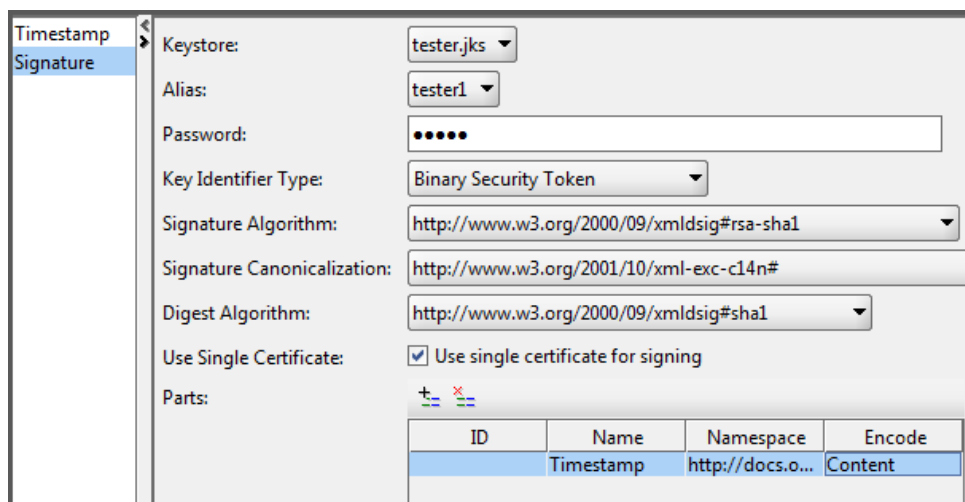 Timestamp
Signature
Keystore: tester.jks
Alias: tester1
Password: •••••
Key Identifier Type: Binary Security Token
Signature Algorithm: http://www.w3.org/2000/09/xmldsig#rsa-sha1
Signature Canonicalization: http://www.w3.org/2001/10/xml-exc-c14n#
Digest Algorithm: http://www.w3.org/2000/09/xmldsig#sha1
Use Single Certificate: Use single certificate for signing
Parts:
ID Name Namespace Encode
Timestamp http://docs.o... Content